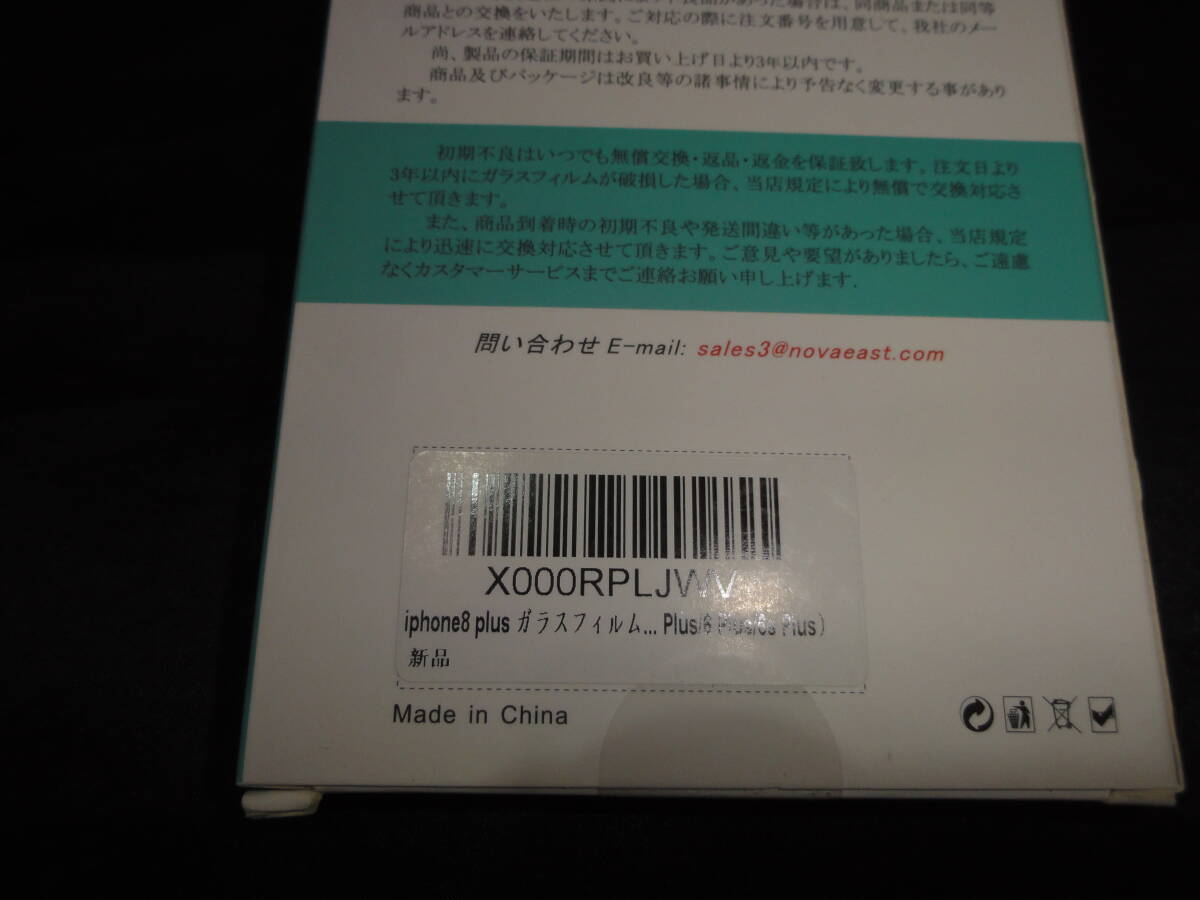 場合は、同商品または同等
商品との交換をいたします。ご対応の際に注文番号を用意して、我社のメー
ルアドレスを連絡してください。
尚、製品の保証期間はお買い上げ日より3年以内です。
商品及びパッケージは改良等の諸事情により予告なく変更する事があり
ます。
初期不良はいつでも無償交換・返品・返金を保証致します。注文日より
3年以内にガラスフィルムが破損した場合、当店規定により無償で交換対応さ
せて頂きます。
また、商品到着時の初期不良や発送間違い等があった場合、当店規定
により迅速に交換対応させて頂きます。ご意見や要望がありましたら、ご遠慮
なくカスタマーサービスまでご連絡お願い申し上げます.
問い合わせ E-mail: sales3@novaeast.com
X000RPLJWV
iphone8 plus ガラスフィルム... Plus/6 Plus/6s Plus）
新品
Made in China